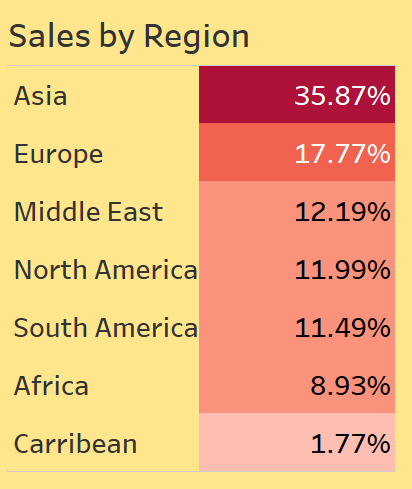 Sales by Region
Asia 35.87%
Europe 17.77%
Middle East 12.19%
North America 11.99%
South America 11.49%
Africa 8.93%
Carribean 1.77%